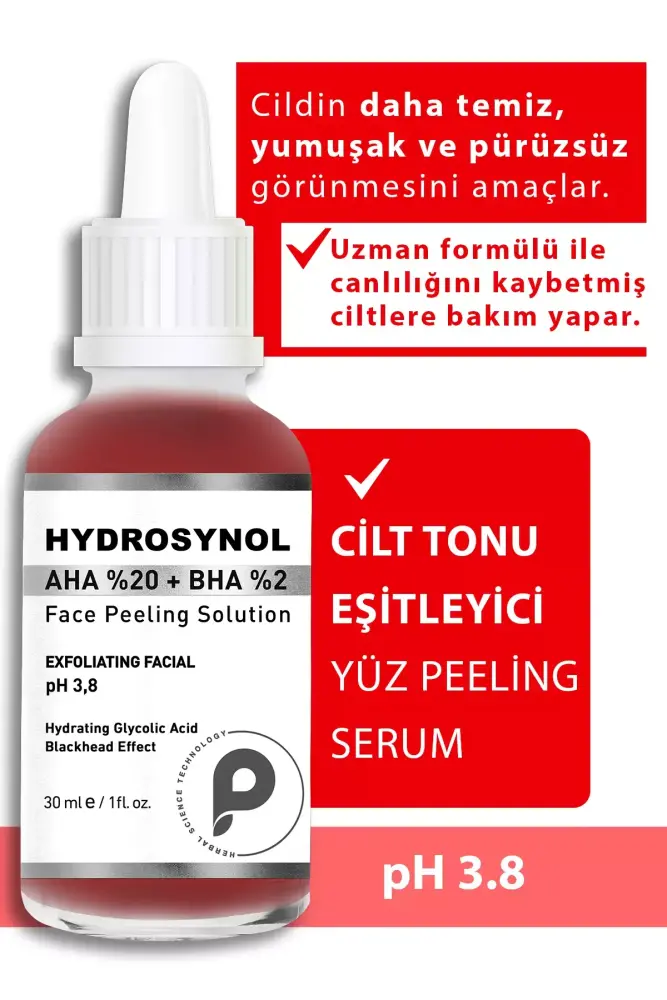 Cildin daha temiz,
yumuşak ve pürüzsüz
görünmesini amaçlar.
Uzman formülü ile
canlılığını kaybetmiş
ciltlere bakım yapar.
CİLT TONU
EŞİTLEYİCİ
YÜZ PEELİNG
SERUM
pH 3.8
HYDROSYNOL
AHA %20 + BHA %2
Face Peeling Solution
EXFOLIATING FACIAL
pH 3,8
Hydrating Glycolic Acid
Blackhead Effect
30 ml e / 1fl. oz.
HERBAL SCIENCE TECHNOLOGY
P